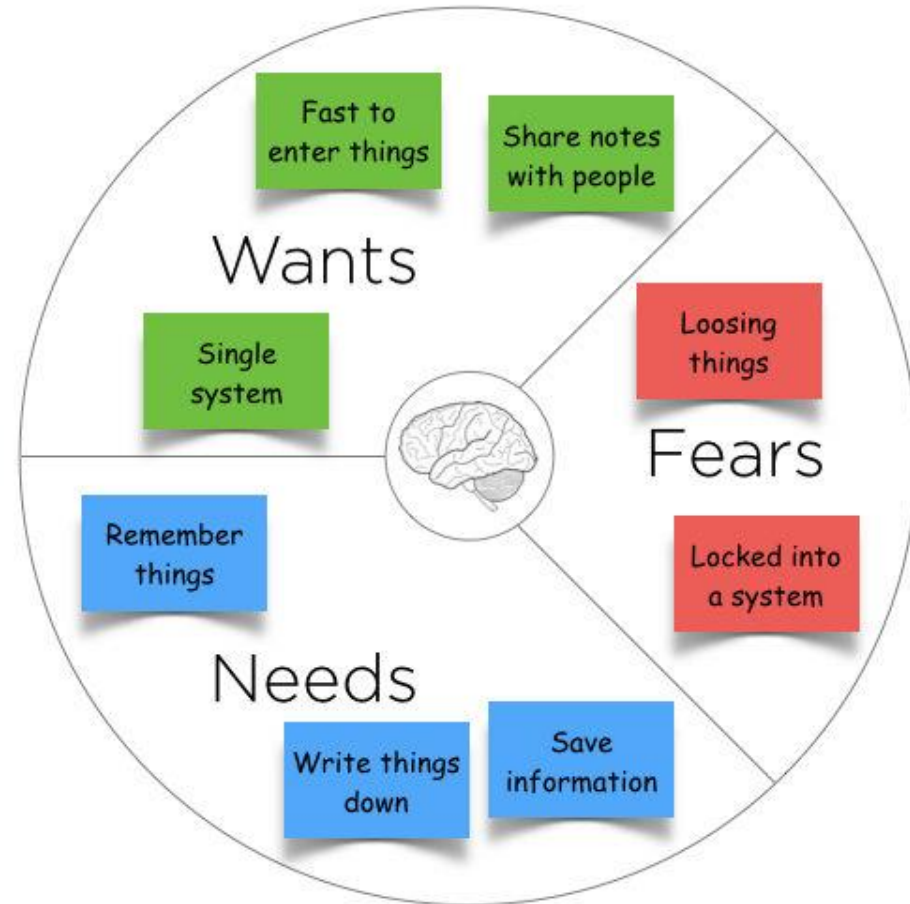 Fast to
enter things
Share notes
with people
Wants
Single
system
Loosing
things
Fears
Locked into
a system
Remember
things
Needs
Write things
down
Save
information